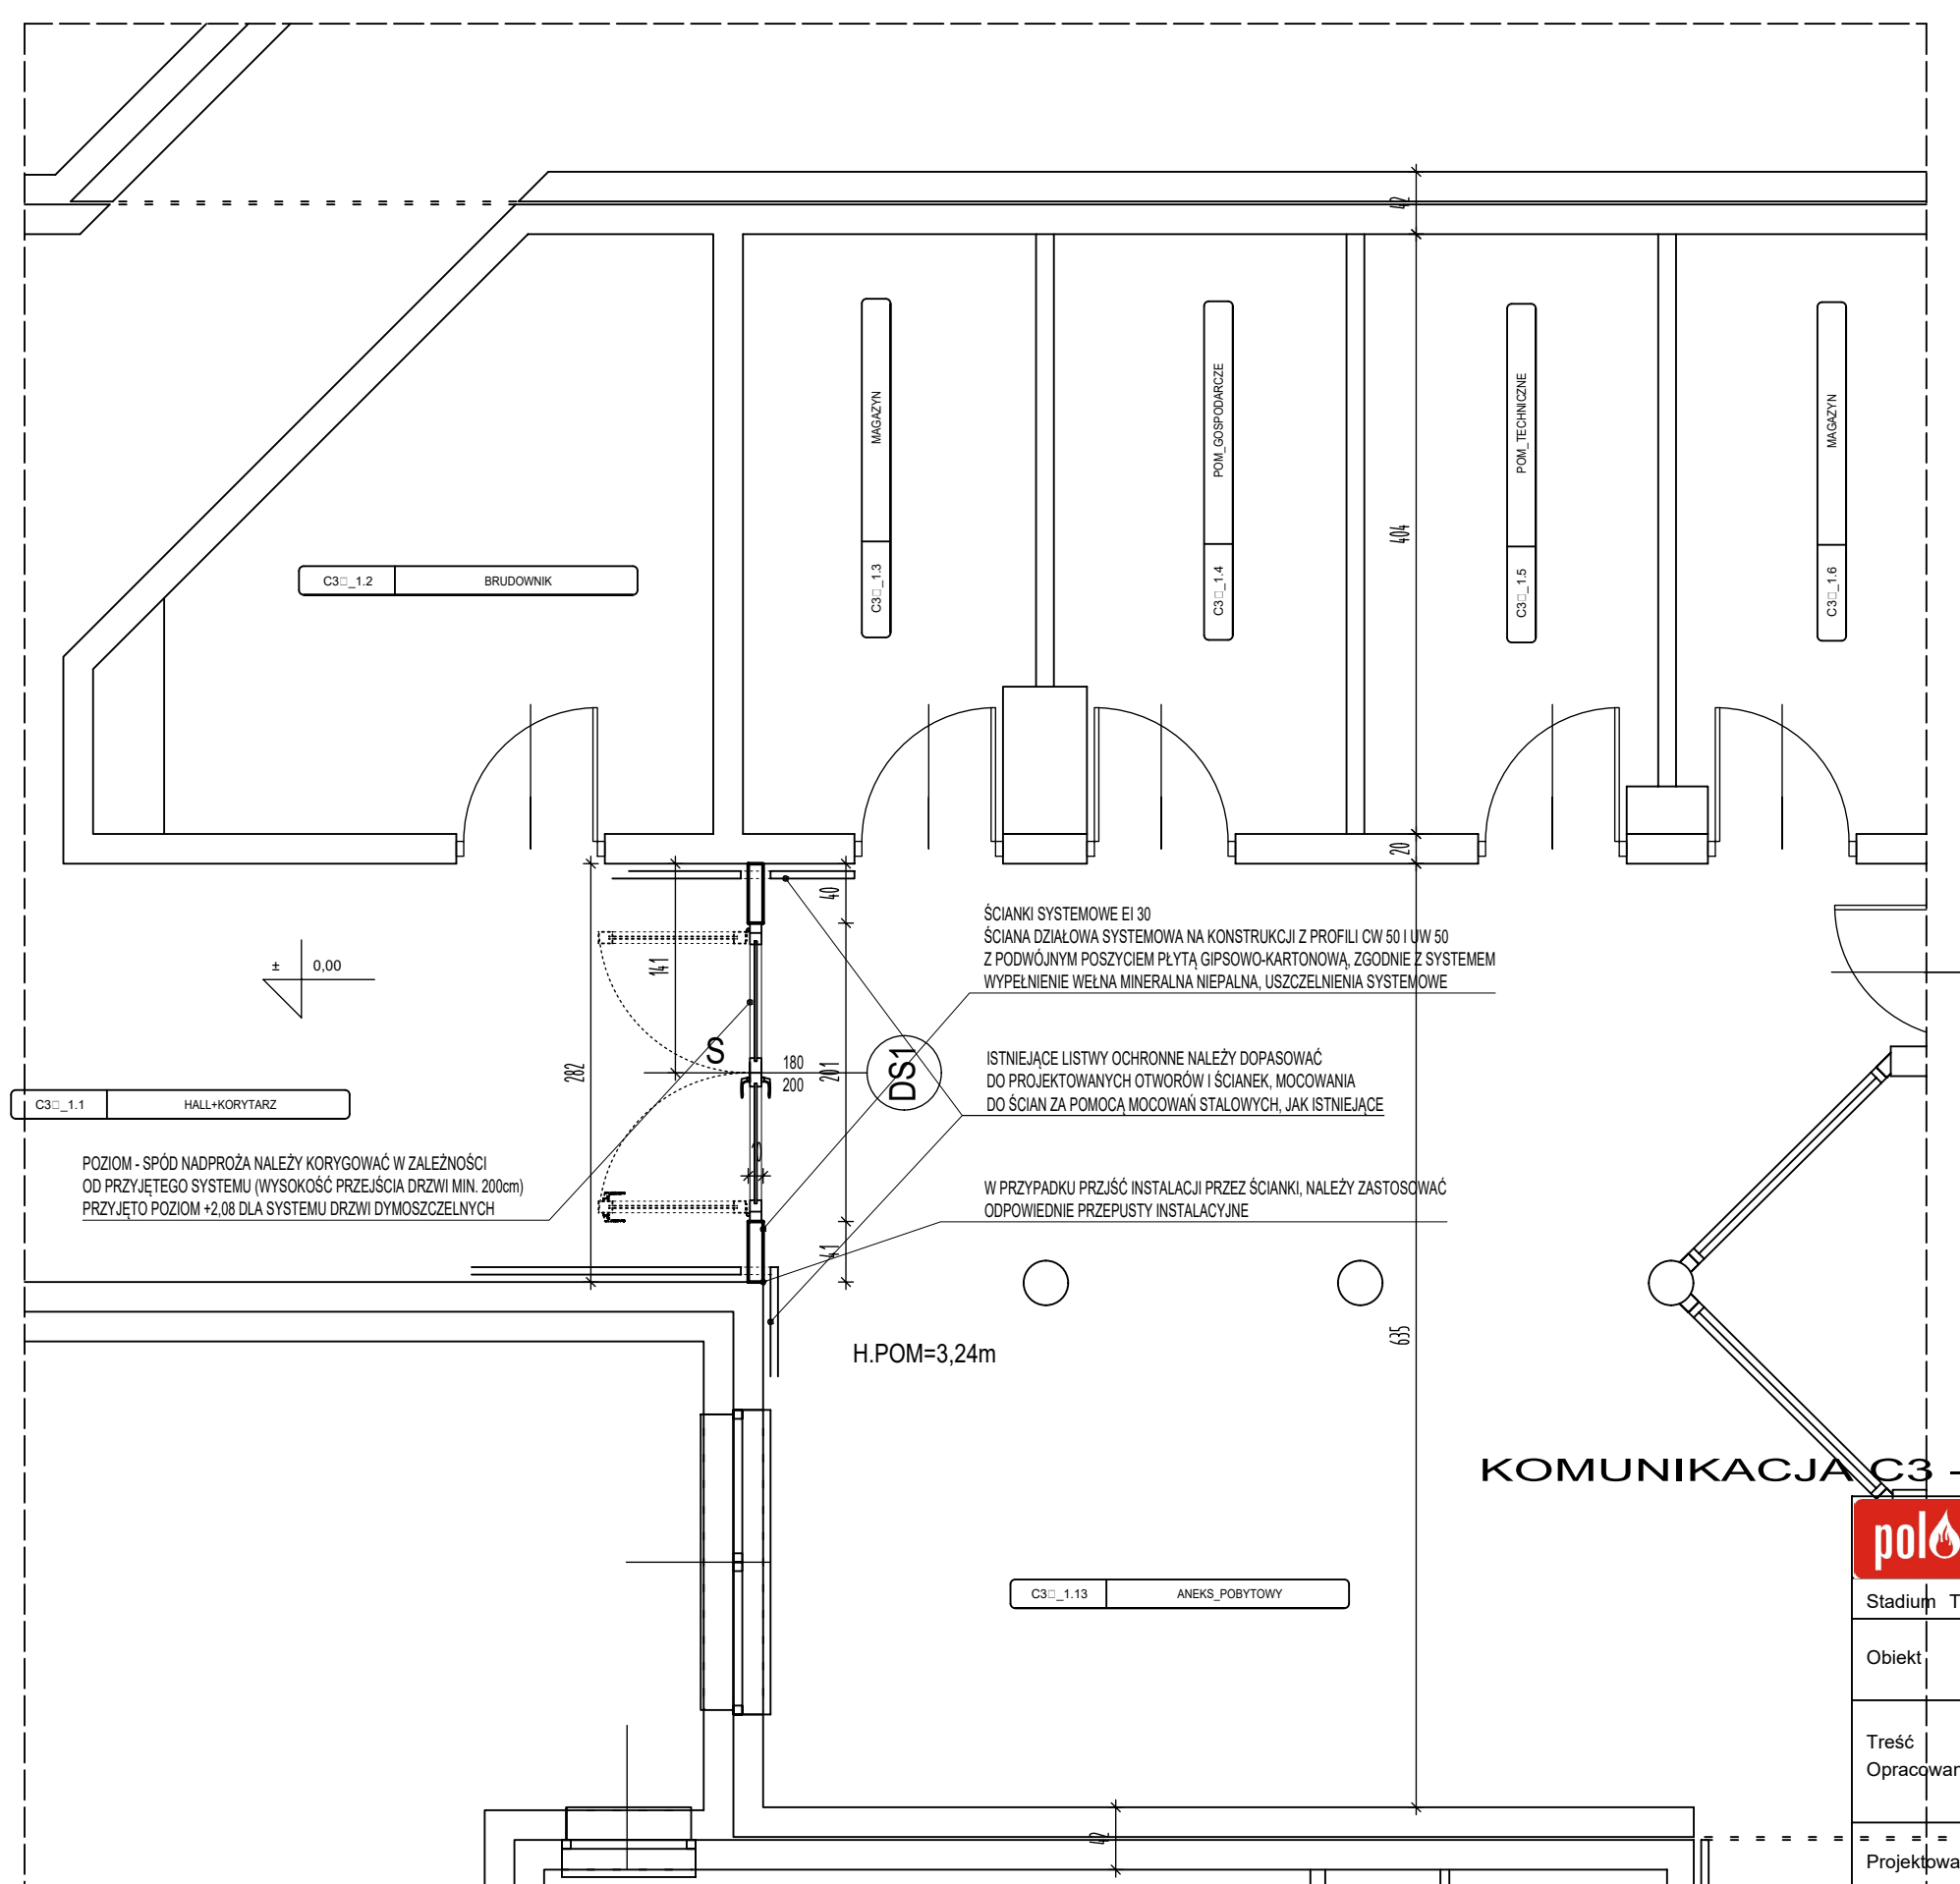 42
MAGAZYN
C3□_1.3
POM_GOSPODARCZE
C3□_1.4
POM_TECHNICZNE
C3□_1.5
MAGAZYN
C3□_1.6
404
C3□_1.2 BRUDOWNIK
20
40
141
282
± 0,00
ŚCIANKI SYSTEMOWE EI 30
ŚCIANA DZIAŁOWA SYSTEMOWA NA KONSTRUKCJI Z PROFILI CW 50 I UW 50
Z PODWÓJNYM POSZYCIEM PŁYTĄ GIPSOWO-KARTONOWĄ, ZGODNIE Z SYSTEMEM
WYPEŁNIENIE WEŁNA MINERALNA NIEPALNA, USZCZELNIENIA SYSTEMOWE
S
180
200
201
DS1
ISTNIEJĄCE LISTWY OCHRONNE NALEŻY DOPASOWAĆ
DO PROJEKTOWANYCH OTWORÓW I ŚCIANEK, MOCOWANIA
DO ŚCIAN ZA POMOCĄ MOCOWAŃ STALOWYCH, JAK ISTNIEJĄCE
C3□_1.1 HALL+KORYTARZ
POZIOM - SPÓD NADPROŻA NALEŻY KORYGOWAĆ W ZALEŻNOŚCI
OD PRZYJĘTEGO SYSTEMU (WYSOKOŚĆ PRZEJŚCIA DRZWI MIN. 200cm)
PRZYJĘTO POZIOM +2,08 DLA SYSTEMU DRZWI DYMOSZCZELNYCH
10
W PRZYPADKU PRZJŚĆ INSTALACJI PRZEZ ŚCIANKI, NALEŻY ZASTOSOWAĆ
ODPOWIEDNIE PRZEPUSTY INSTALACYJNE
41
635
H.POM=3,24m
KOMUNIKACJA C3 -
pol
Stadium T
C3□_1.13 ANEKS_POBYTOWY
Obiekt
Treść
Opracowan
42
Projektowa